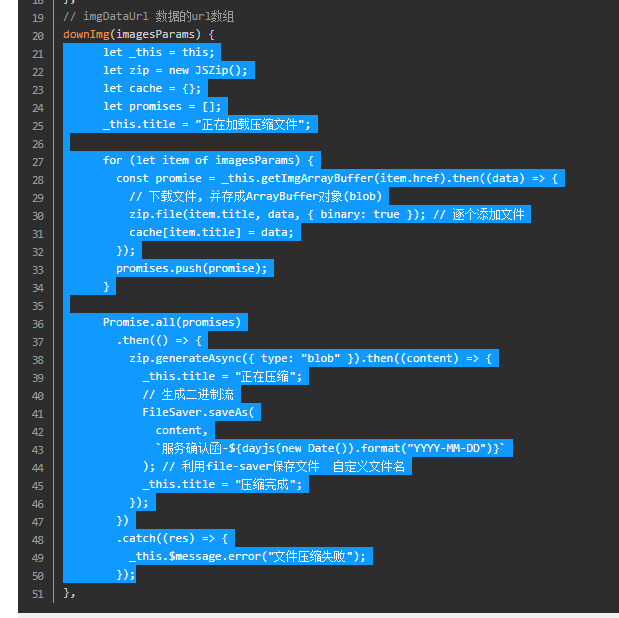 18 },
19 // imgDataUrl 数据的url数组
20 downImg(imagesParams) {
21 let _this = this;
22 let zip = new JSZip();
23 let cache = {};
24 let promises = [];
25 _this.title = "正在加载压缩文件";
26
27 for (let item of imagesParams) {
28 const promise = _this.getImgArrayBuffer(item.href).then((data) => {
29 // 下载文件, 并存成ArrayBuffer对象(blob)
30 zip.file(item.title, data, { binary: true }); // 逐个添加文件
31 cache[item.title] = data;
32 });
33 promises.push(promise);
34 }
35
36 Promise.all(promises)
37 .then(() => {
38 zip.generateAsync({ type: "blob" }).then((content) => {
39 _this.title = "正在压缩";
40 // 生成二进制流
41 FileSaver.saveAs(
42 content,
43 `服务确认函-${dayjs(new Date()).format("YYYY-MM-DD")}`
44 ); // 利用file-saver保存文件  自定义文件名
45 _this.title = "压缩完成";
46 });
47 })
48 .catch((res) => {
49 _this.$message.error("文件压缩失败");
50 });
51 },